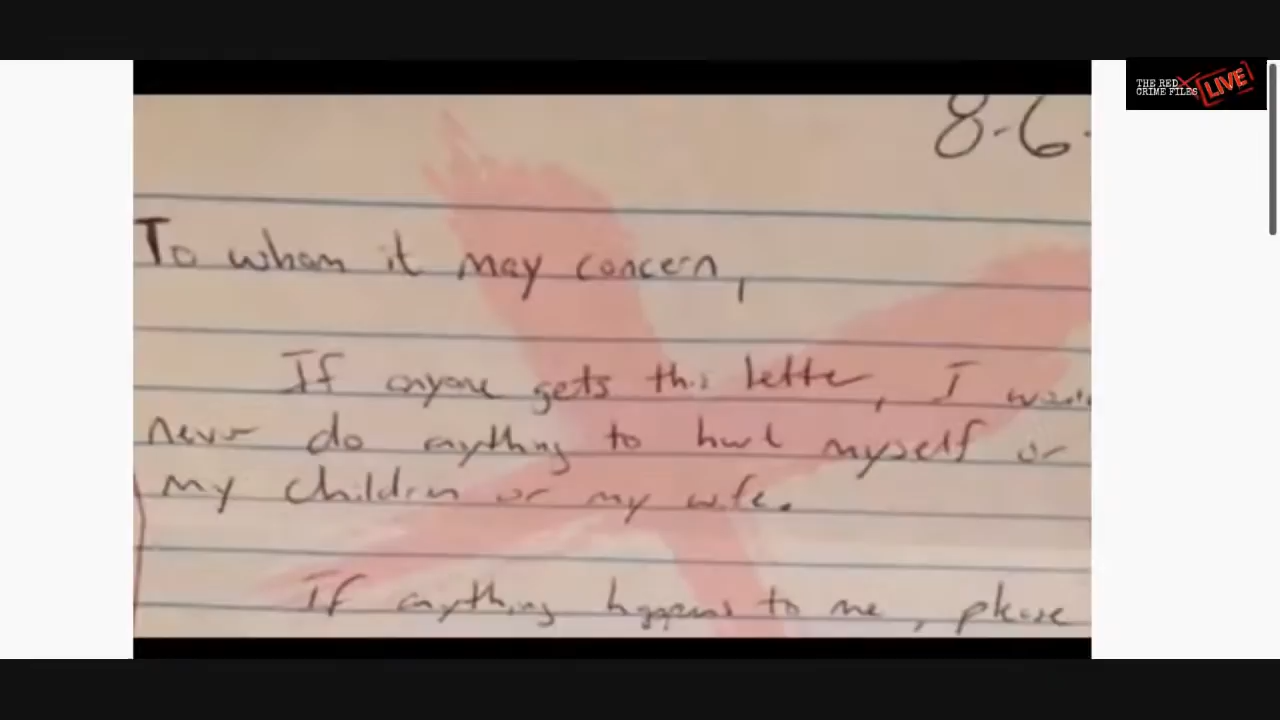 THE RED
CRIME FILES
LIVE
8-6-
To whom it may concern,
If anyone gets this letter, I
never do anything to hurt myself or
my children or my wife.
If anything happens to me, please